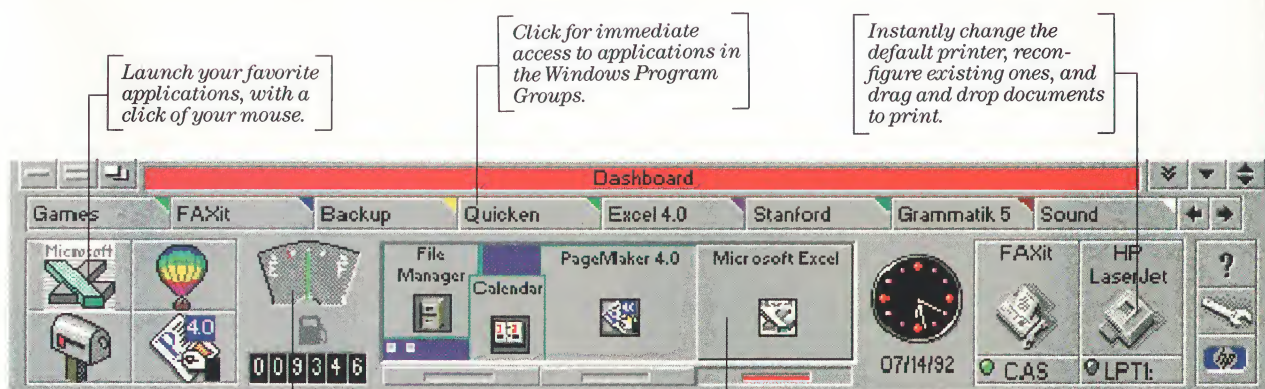 Launch your favorite
applications, with a
click of your mouse.
Click for immediate
access to applications in
the Windows Program
Groups.
Instantly change the
default printer, recon-
figure existing ones, and
drag and drop documents
to print.
Dashboard
Games FAXit Backup Quicken Excel 4.0 Stanford Grammatik 5 Sound
Microsoft
4.0
009346
File
Manager
Calendar
PageMaker 4.0
Microsoft Excel
07/14/92
FAXit
CAS
HP
LaserJet
LPT1:
?
hp